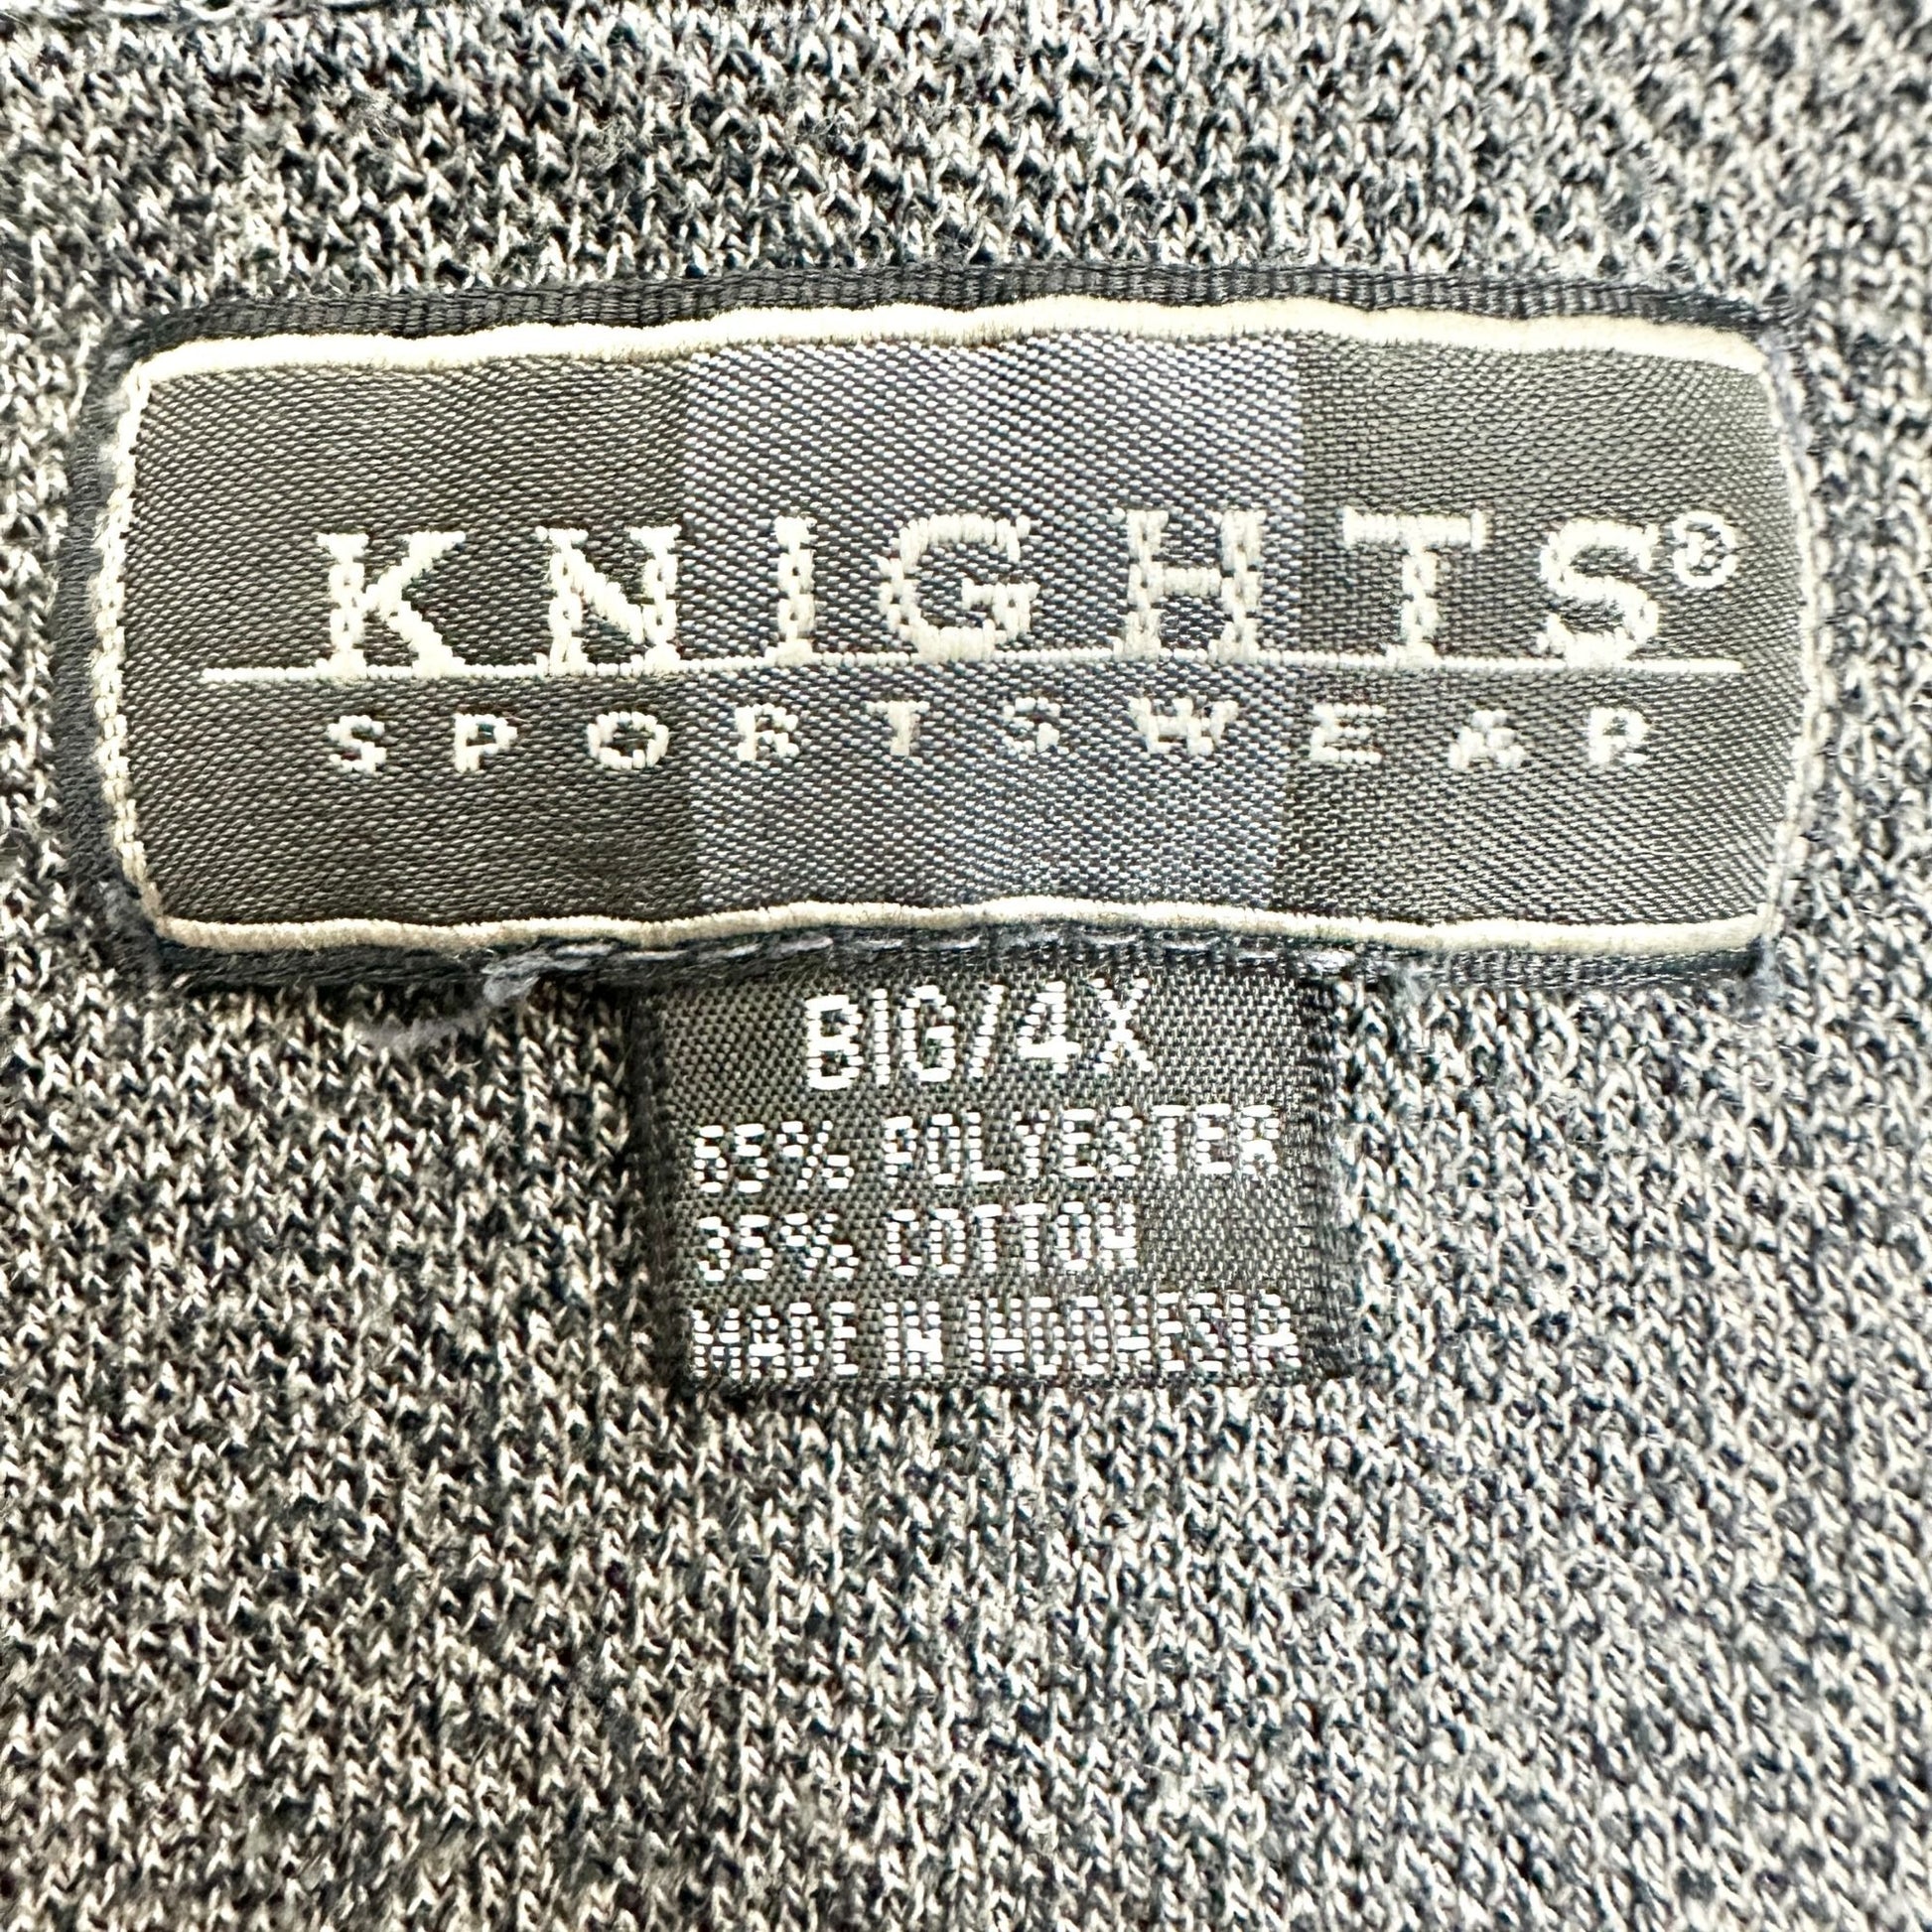 KNIGHTS®
SPORTSWEAR
BIG/4X
65% POLYESTER
35% COTTON
MADE IN INDONESIA